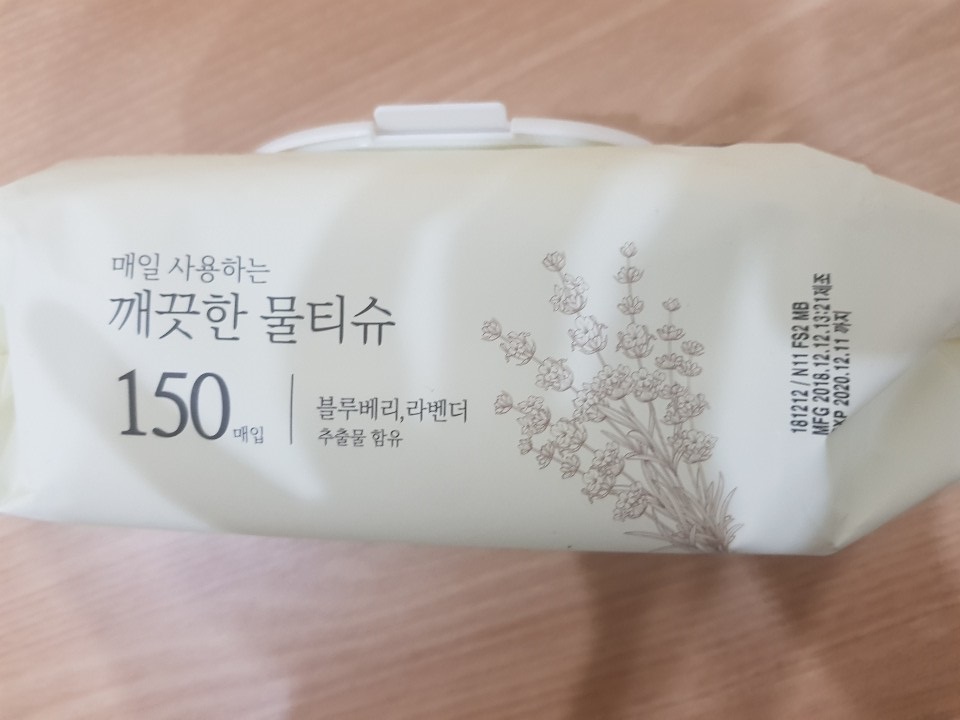 매일 사용하는
깨끗한 물티슈
150 매입
블루베리,라벤더
추출물 함유
181212 / N11 FS2 MB
MFG 2018.12.12.13:21제조
EXP 2020.12.11 까지